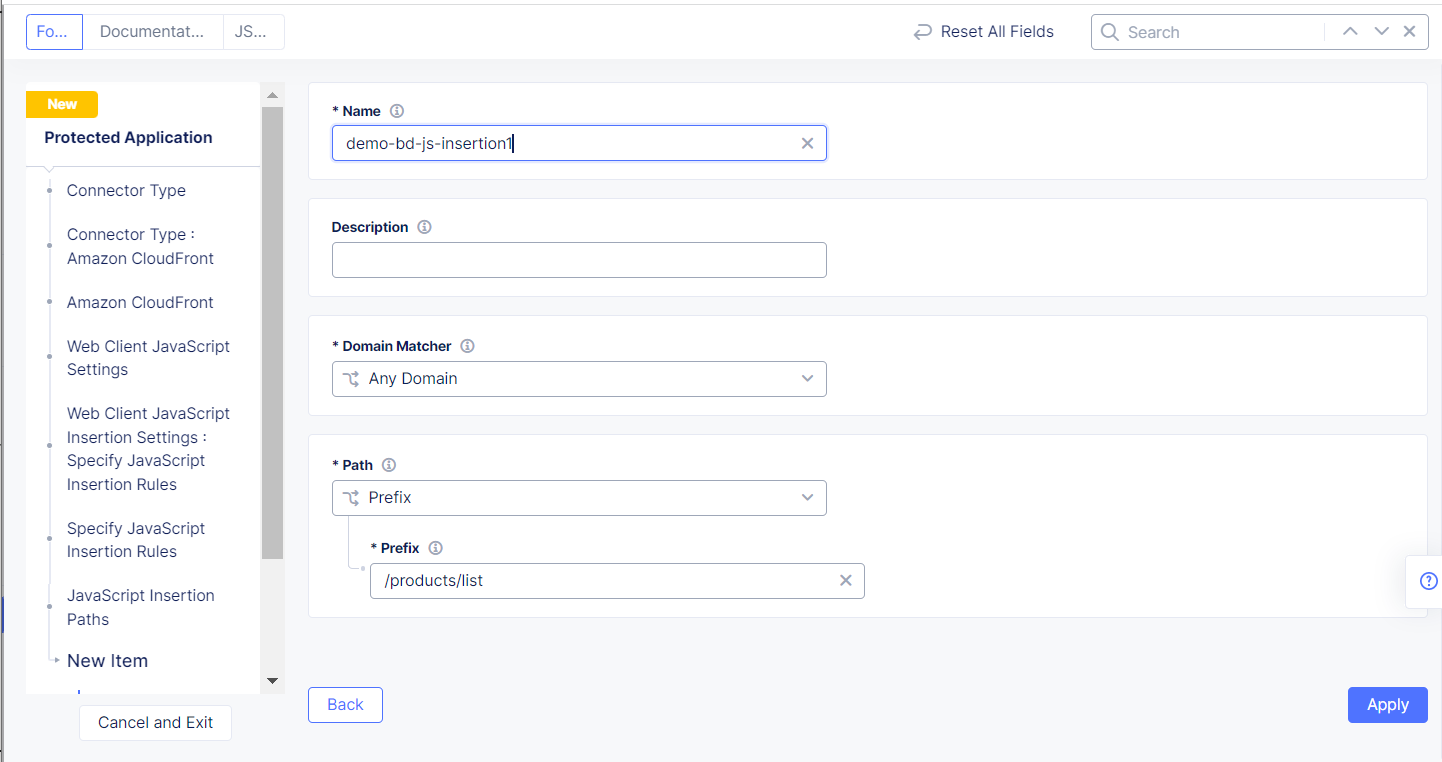 Fo...
Documentat...
JS...
Reset All Fields
Search
New
Protected Application
Connector Type
Connector Type :
Amazon CloudFront
Amazon CloudFront
Web Client JavaScript
Settings
Web Client JavaScript
Insertion Settings :
Specify JavaScript
Insertion Rules
Specify JavaScript
Insertion Rules
JavaScript Insertion
Paths
New Item
Cancel and Exit
* Name
demo-bd-js-insertion1
Description
* Domain Matcher
Any Domain
* Path
Prefix
* Prefix
/products/list
Back
Apply